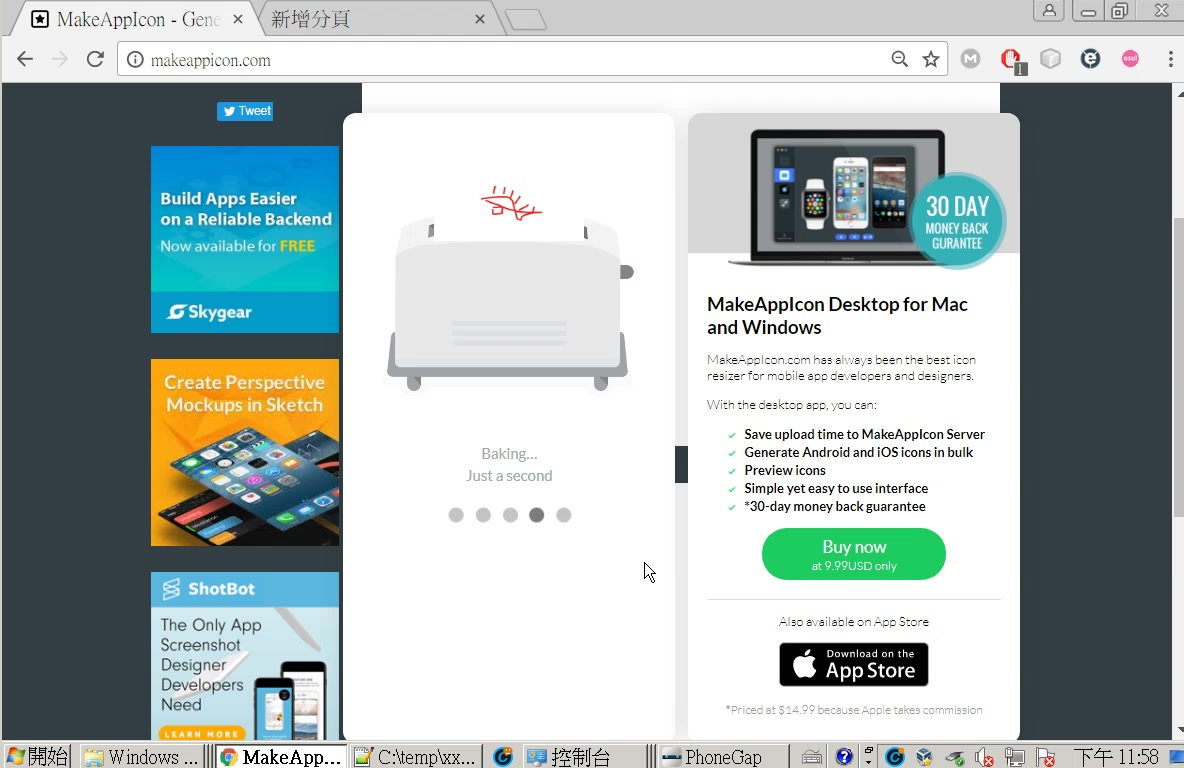 MakeAppIcon - Gene
新增分頁
makeappicon.com
1
osu!
Tweet
Build Apps Easier
on a Reliable Backend
Now available for FREE
Skygear
Create Perspective
Mockups in Sketch
ShotBot
The Only App
Screenshot
Designer
Developers
Need
LEARN MORE
Baking...
Just a second
30 DAY
MONEY BACK
GURANTEE
MakeAppIcon Desktop for Mac
and Windows
MakeAppIcon.com has always been the best icon
resizer for mobile app developers and designers.
With the desktop app, you can:
Save upload time to MakeAppIcon Server
Generate Android and iOS icons in bulk
Preview icons
Simple yet easy to use interface
*30-day money back guarantee
Buy now
at 9.99USD only
Also available on App Store
Download on the
App Store
*Priced at $14.99 because Apple takes commission
開始
Windows ...
MakeApp...
C:\temp\xx...
控制台
PhoneGap
下午 11:58